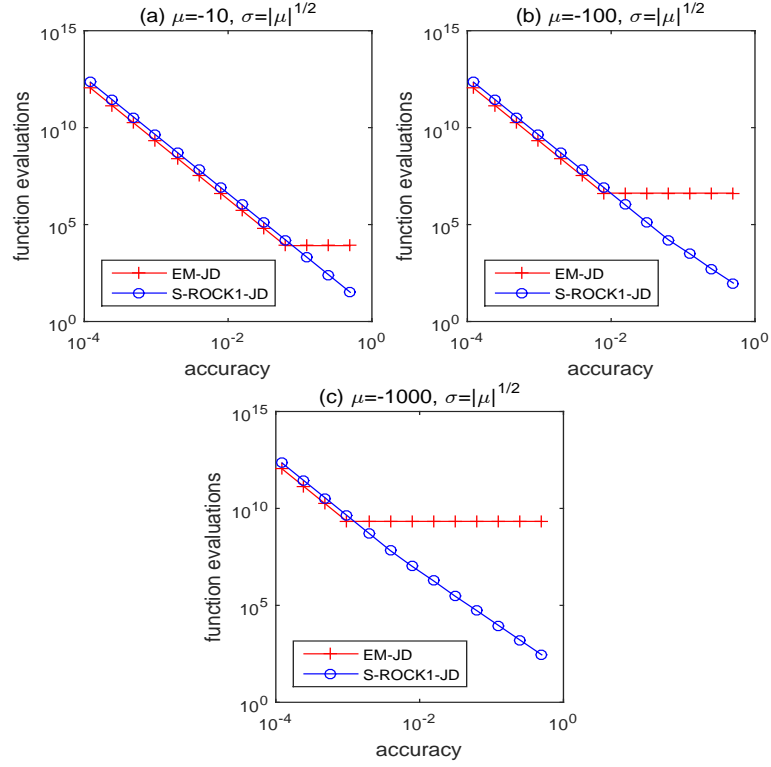 (a) μ=-10, σ=|μ|^{1/2}
function evaluations
10^{15}
10^{10}
10^{5}
10^{0}
EM-JD
S-ROCK1-JD
10^{-4}
10^{-2}
10^{0}
accuracy
(b) μ=-100, σ=|μ|^{1/2}
function evaluations
10^{15}
10^{10}
10^{5}
10^{0}
EM-JD
S-ROCK1-JD
10^{-4}
10^{-2}
10^{0}
accuracy
(c) μ=-1000, σ=|μ|^{1/2}
function evaluations
10^{15}
10^{10}
10^{5}
10^{0}
EM-JD
S-ROCK1-JD
10^{-4}
10^{-2}
10^{0}
accuracy